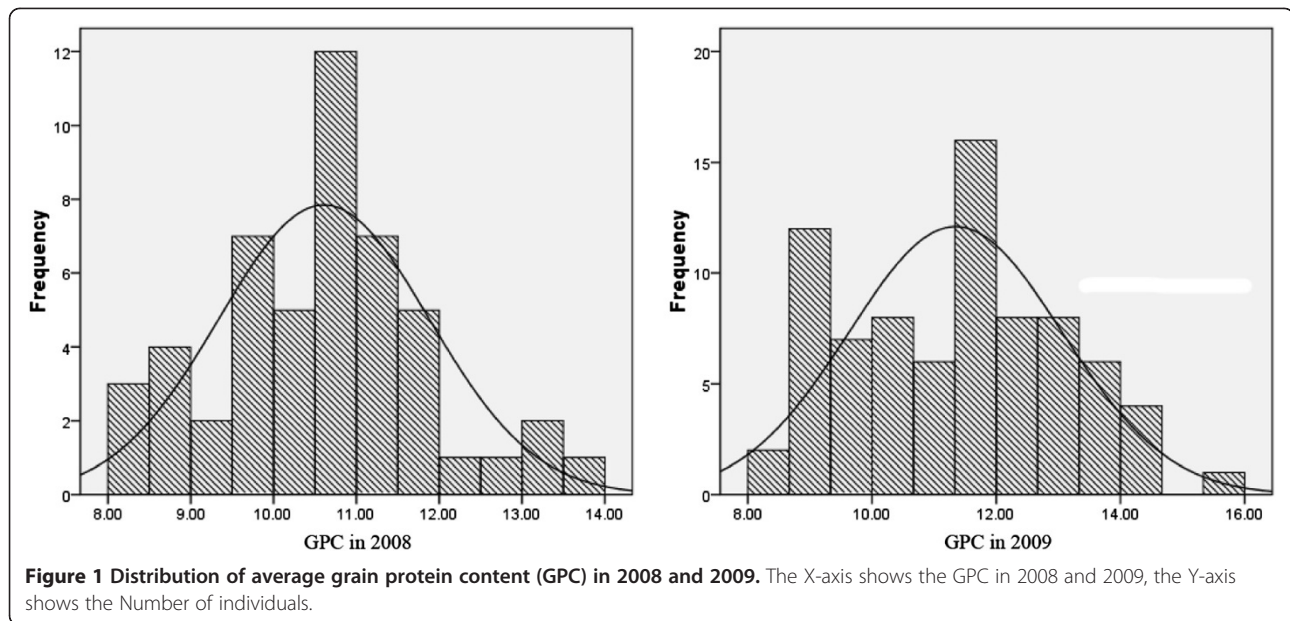 12
10
8
6
4
2
0
Frequency
8.00 9.00 10.00 11.00 12.00 13.00 14.00
GPC in 2008
20
15
10
5
0
Frequency
8.00 10.00 12.00 14.00 16.00
GPC in 2009
Figure 1 Distribution of average grain protein content (GPC) in 2008 and 2009. The X-axis shows the GPC in 2008 and 2009, the Y-axis
shows the Number of individuals.